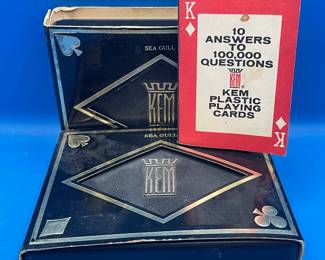 SEA GULL
KEM
SEA GULL
KEM
K
10
ANSWERS
TO
100,000
QUESTIONS
KEM
KEM
PLASTIC
PLAYING
CARDS
K